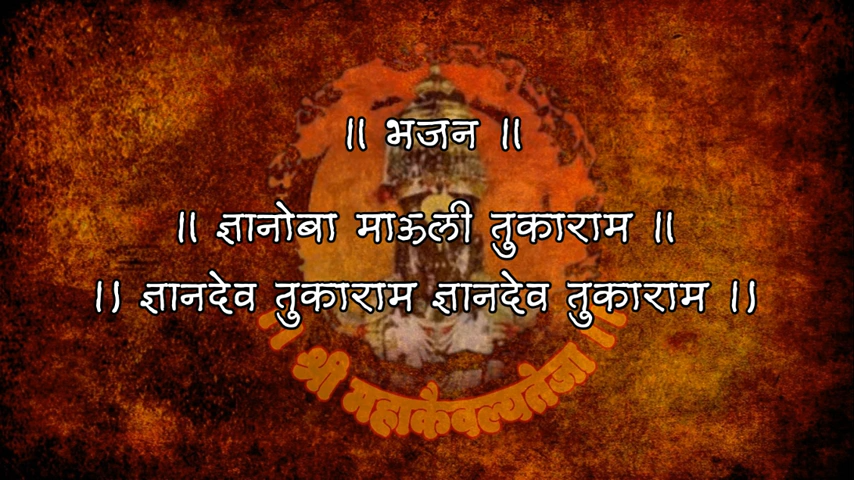 ॥ भजन ॥
॥ ज्ञानोबा माऊली तुकाराम ॥
।। ज्ञानदेव तुकाराम ज्ञानदेव तुकाराम ।।
।। श्री महाकैवल्यतेजा ।।